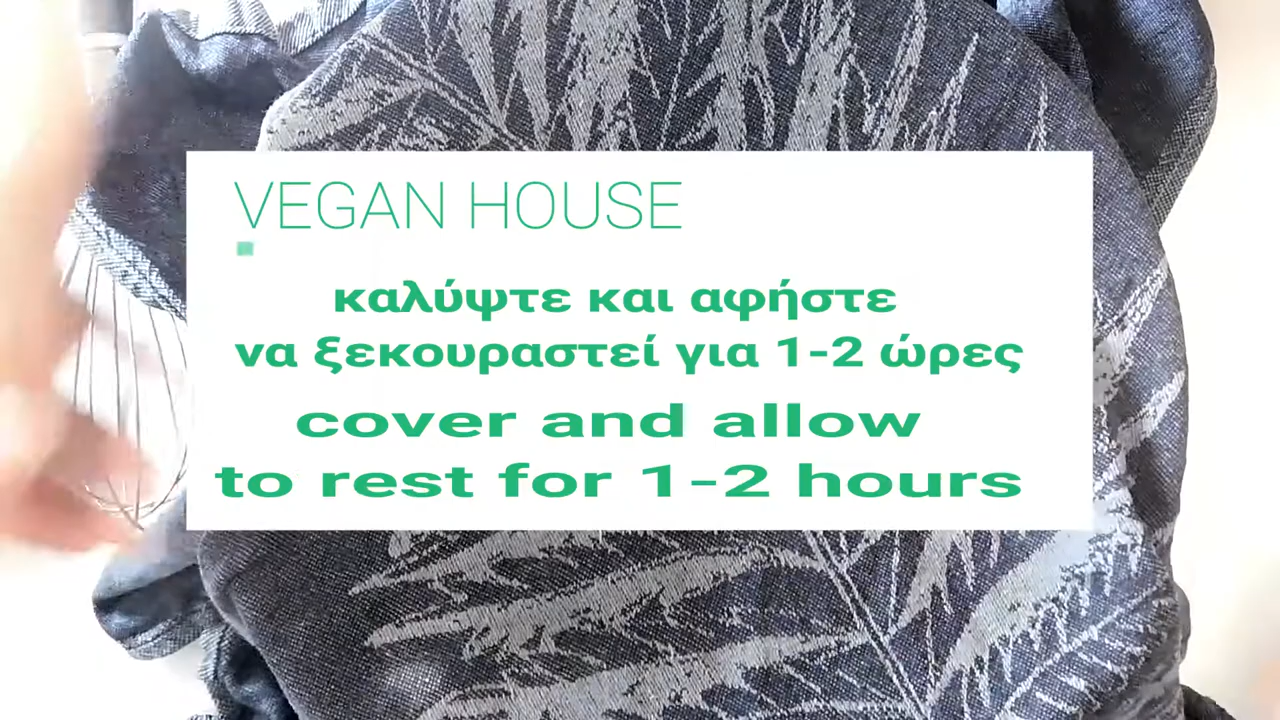 VEGAN HOUSE
καλύψτε και αφήστε
να ξεκουραστεί για 1-2 ώρες
cover and allow
to rest for 1-2 hours